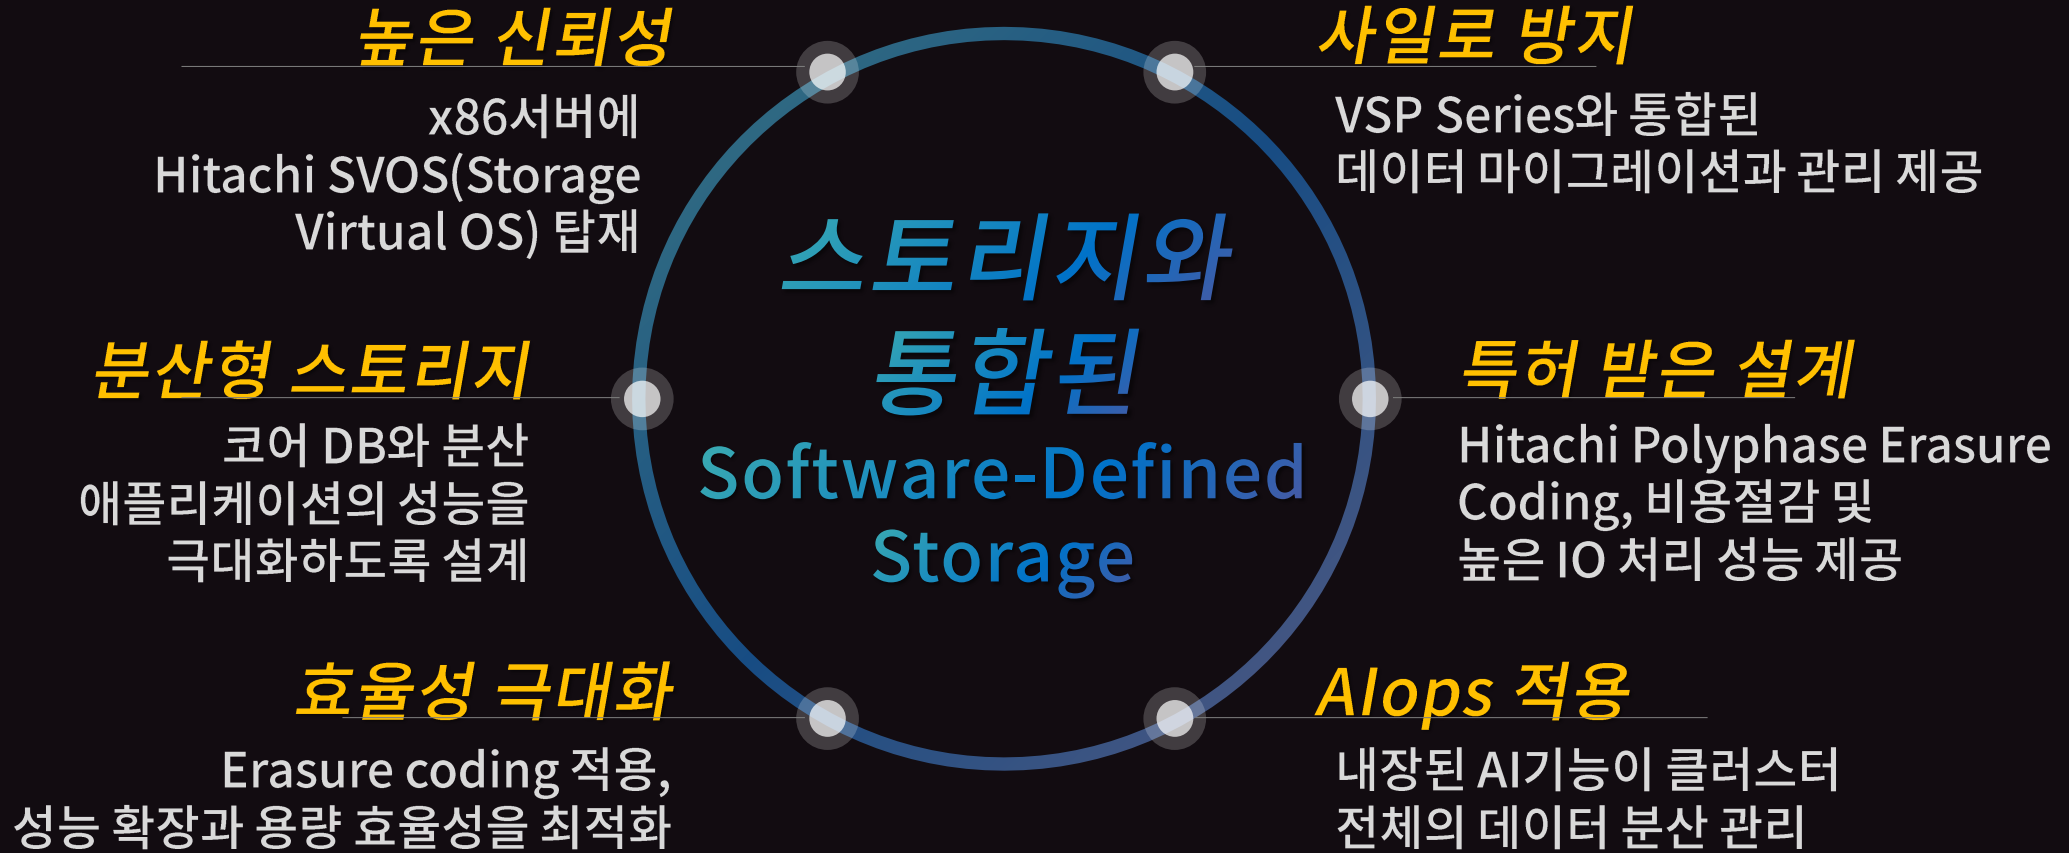 높은 신뢰성
x86서버에
Hitachi SVOS(Storage
Virtual OS) 탑재
분산형 스토리지
코어 DB와 분산
애플리케이션의 성능을
극대화하도록 설계
효율성 극대화
Erasure coding 적용,
성능 확장과 용량 효율성을 최적화
스토리지와
통합된
Software-Defined
Storage
사일로 방지
VSP Series와 통합된
데이터 마이그레이션과 관리 제공
특허 받은 설계
Hitachi Polyphase Erasure
Coding, 비용절감 및
높은 IO 처리 성능 제공
AIops 적용
내장된 AI기능이 클러스터
전체의 데이터 분산 관리